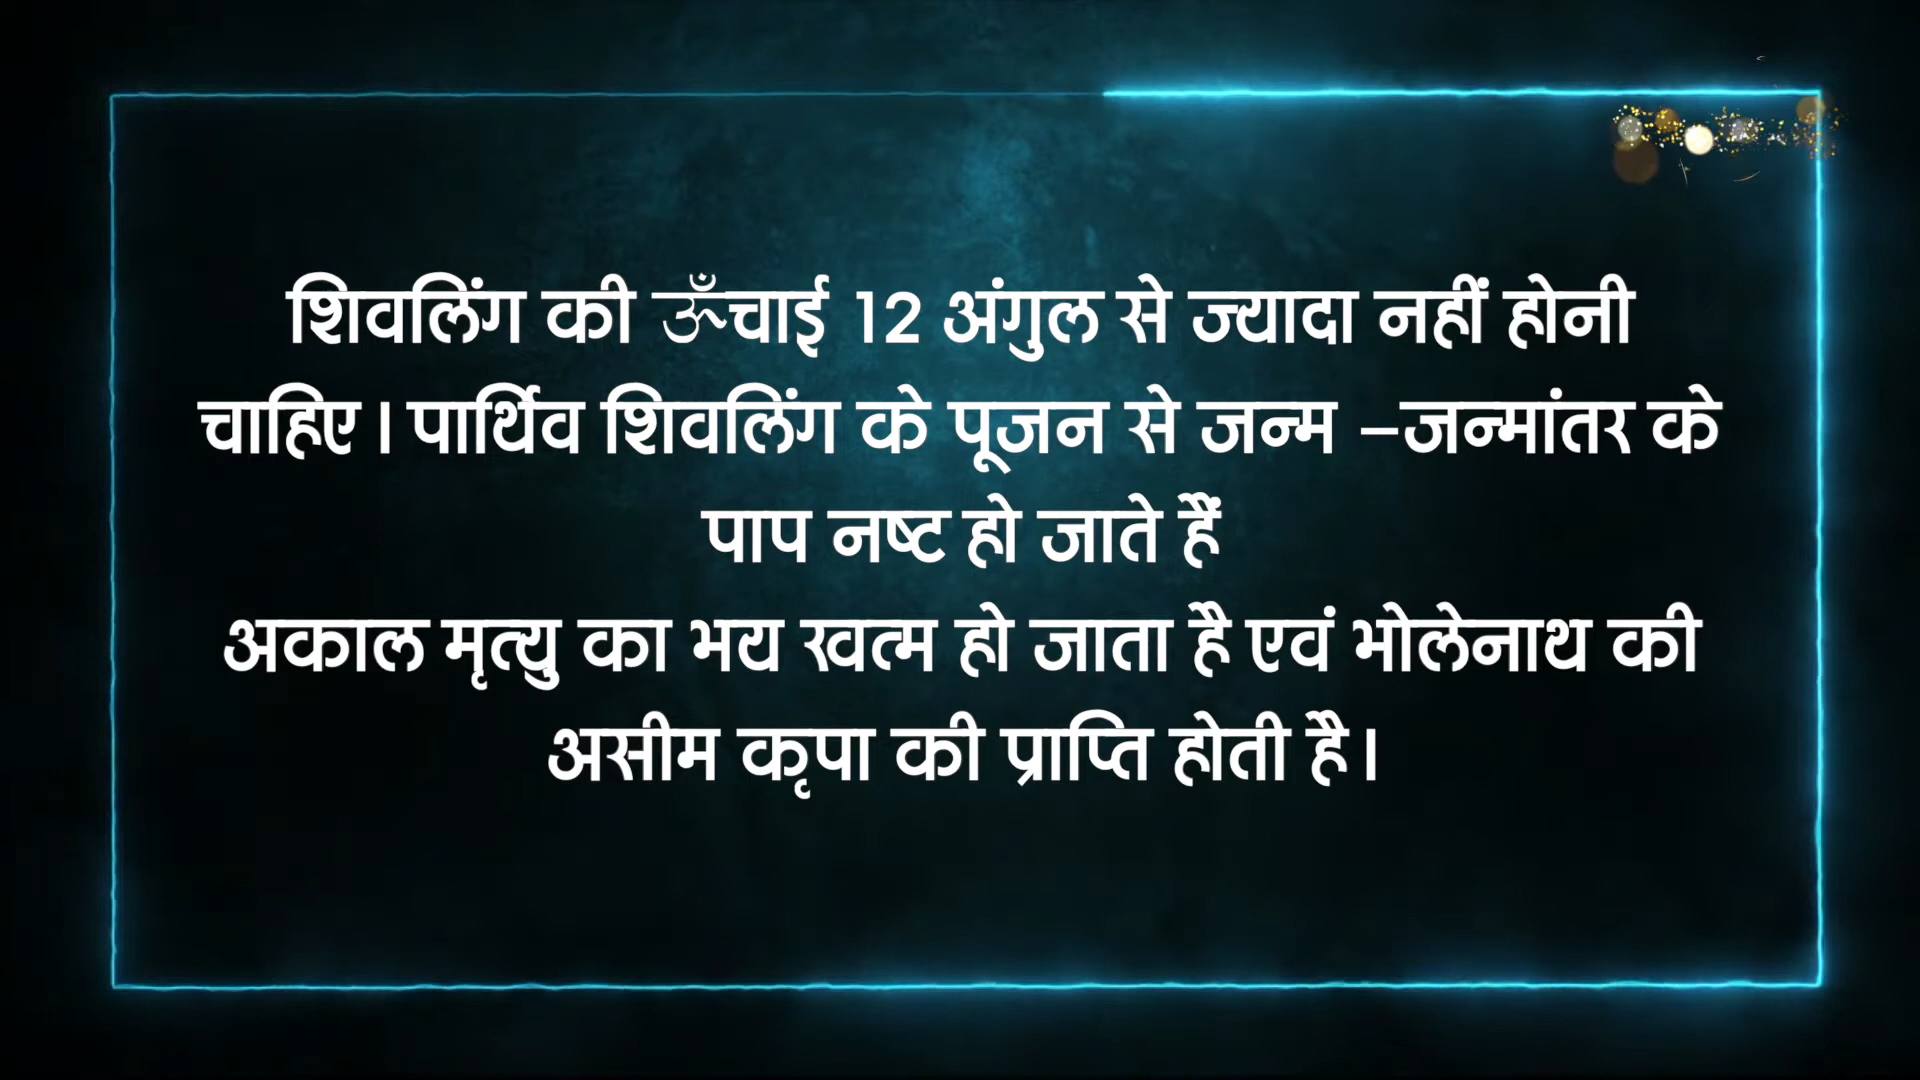 शिवलिंग की ऊँचाई 12 अंगुल से ज्यादा नहीं होनी
चाहिए । पार्थिव शिवलिंग के पूजन से जन्म –जन्मांतर के
पाप नष्ट हो जाते हैं
अकाल मृत्यु का भय खत्म हो जाता है एवं भोलेनाथ की
असीम कृपा की प्राप्ति होती है ।